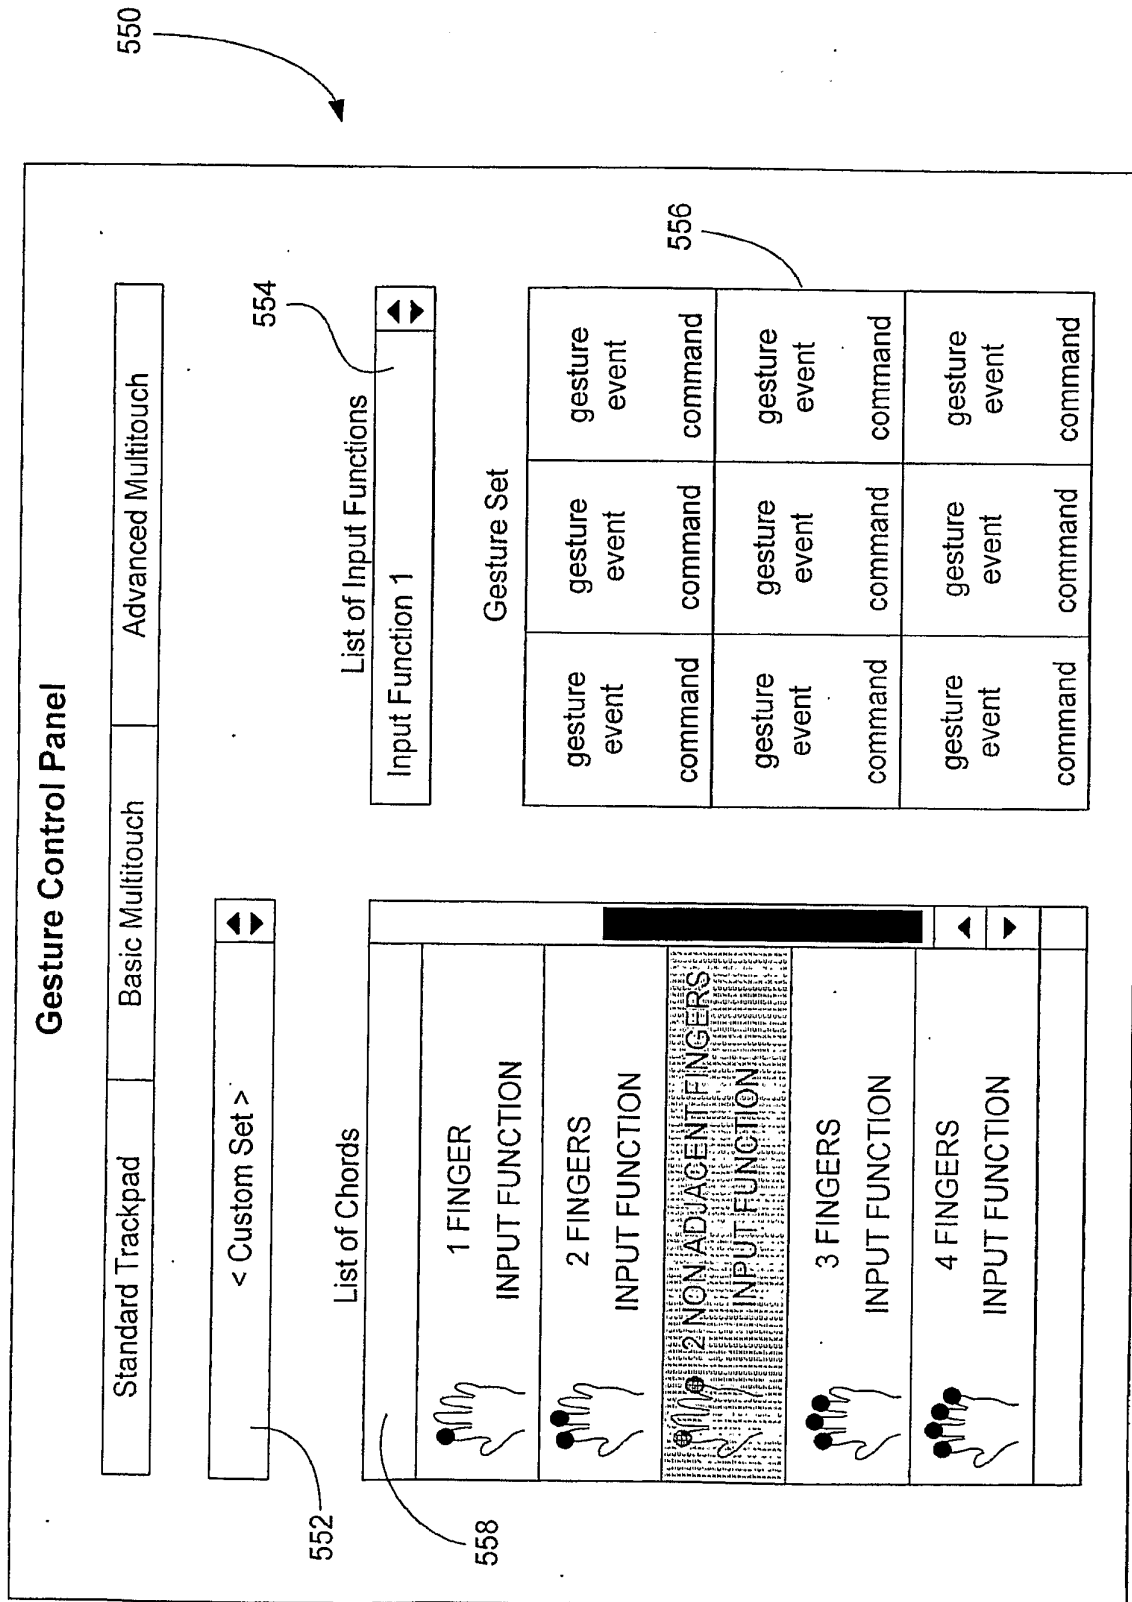 Gesture Control Panel
550
Standard Trackpad
Basic Multitouch
Advanced Multitouch
552
< Custom Set >
554
List of Input Functions
Input Function 1
558
List of Chords
1 FINGER
INPUT FUNCTION
2 FINGERS
INPUT FUNCTION
2 NON ADJACENT FINGERS
INPUT FUNCTION
3 FINGERS
INPUT FUNCTION
4 FINGERS
INPUT FUNCTION
Gesture Set
556
gesture
event
command
gesture
event
command
gesture
event
command
gesture
event
command
gesture
event
command
gesture
event
command
gesture
event
command
gesture
event
command
gesture
event
command